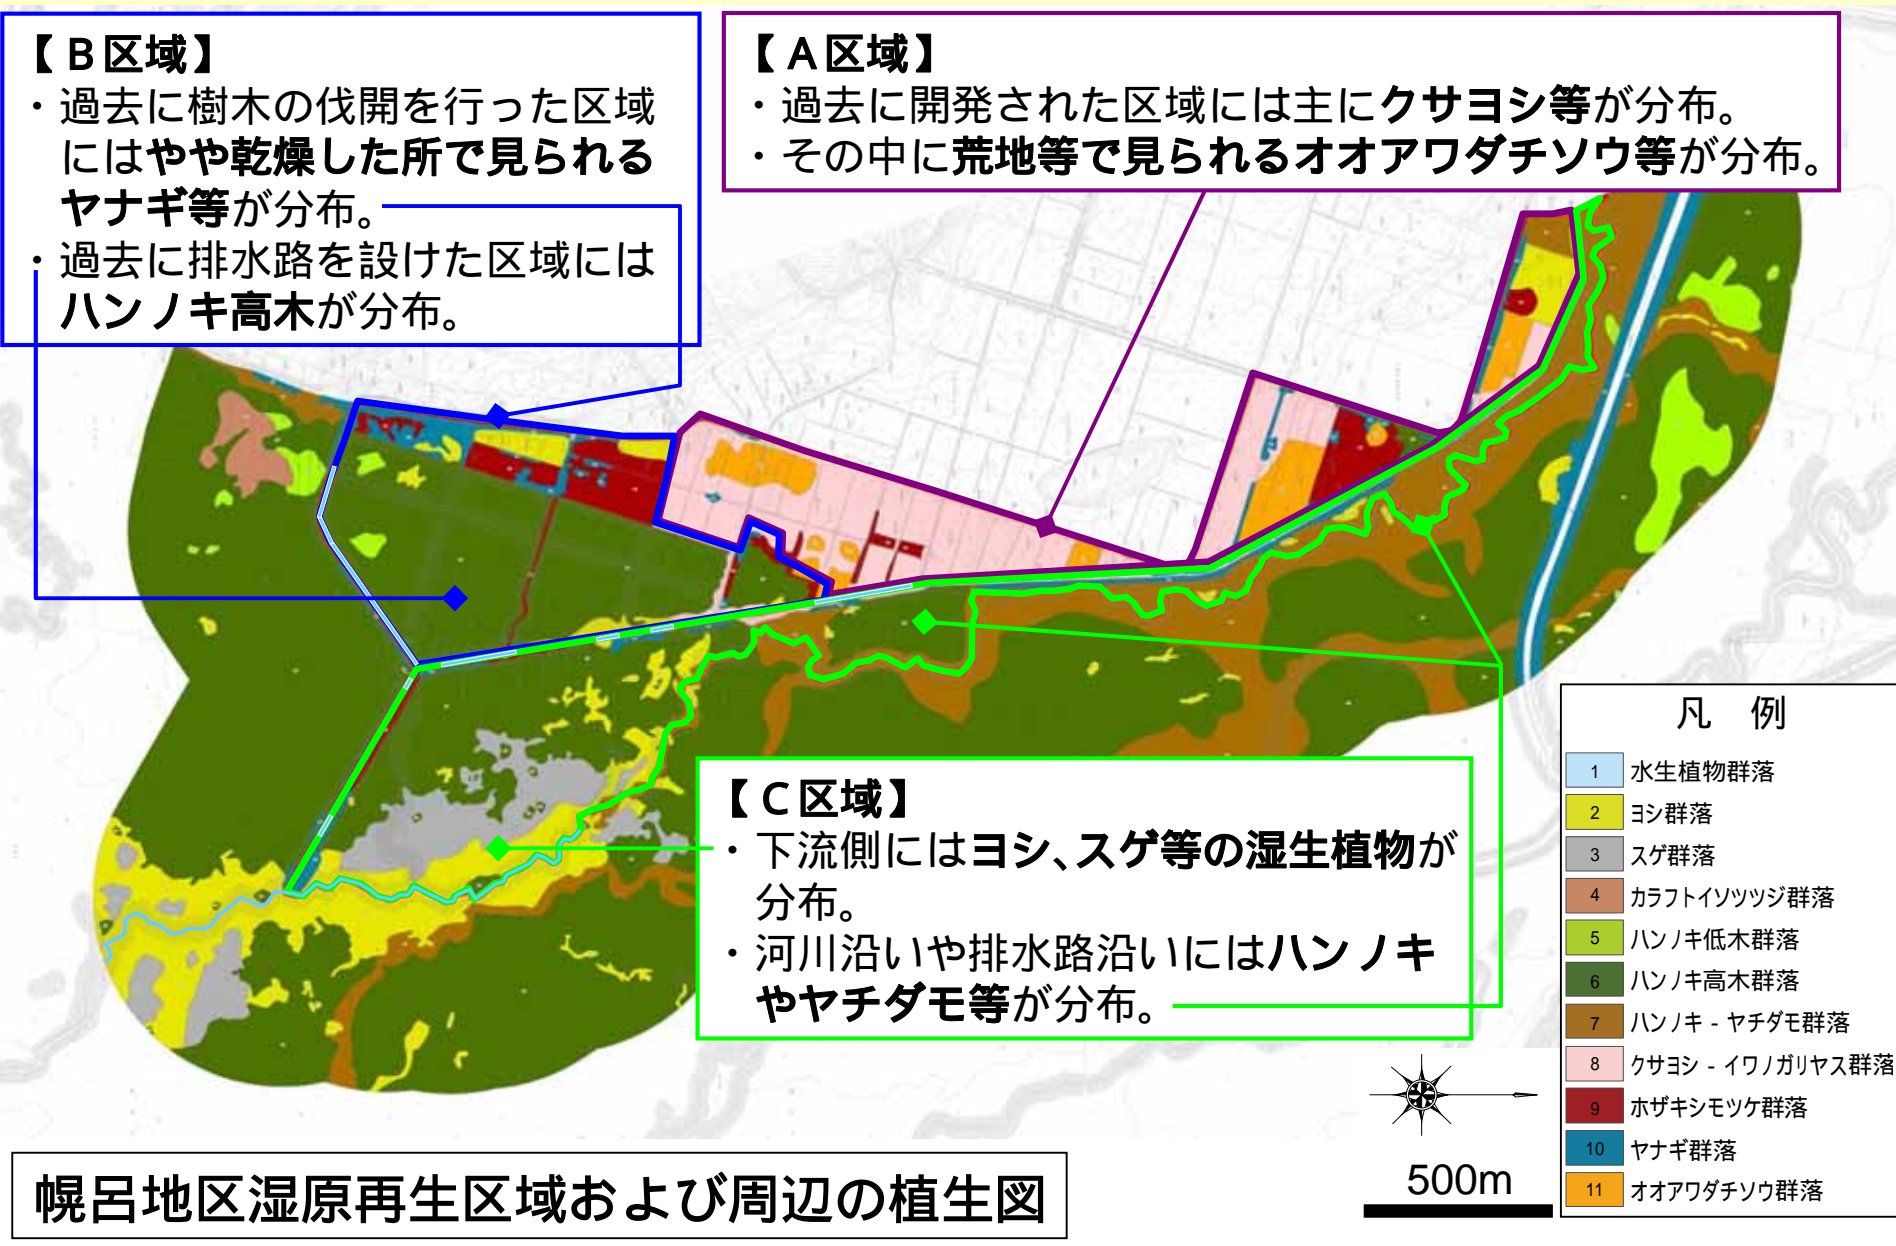 【B区域】
・過去に樹木の伐開を行った区域
にはやや乾燥した所で見られる
ヤナギ等が分布。
・過去に排水路を設けた区域には
ハンノキ高木が分布。
【A区域】
・過去に開発された区域には主にクサヨシ等が分布。
・その中に荒地等で見られるオオアワダチソウ等が分布。
【C区域】
・下流側にはヨシ、スゲ等の湿生植物が
分布。
・河川沿いや排水路沿いにはハンノキ
やヤチダモ等が分布。
凡 例
1 水生植物群落
2 ヨシ群落
3 スゲ群落
4 カラフトイソツツジ群落
5 ハンノキ低木群落
6 ハンノキ高木群落
7 ハンノキ - ヤチダモ群落
8 クサヨシ - イワノガリヤス群落
9 ホザキシモツケ群落
10 ヤナギ群落
11 オオアワダチソウ群落
500m
幌呂地区湿原再生区域および周辺の植生図